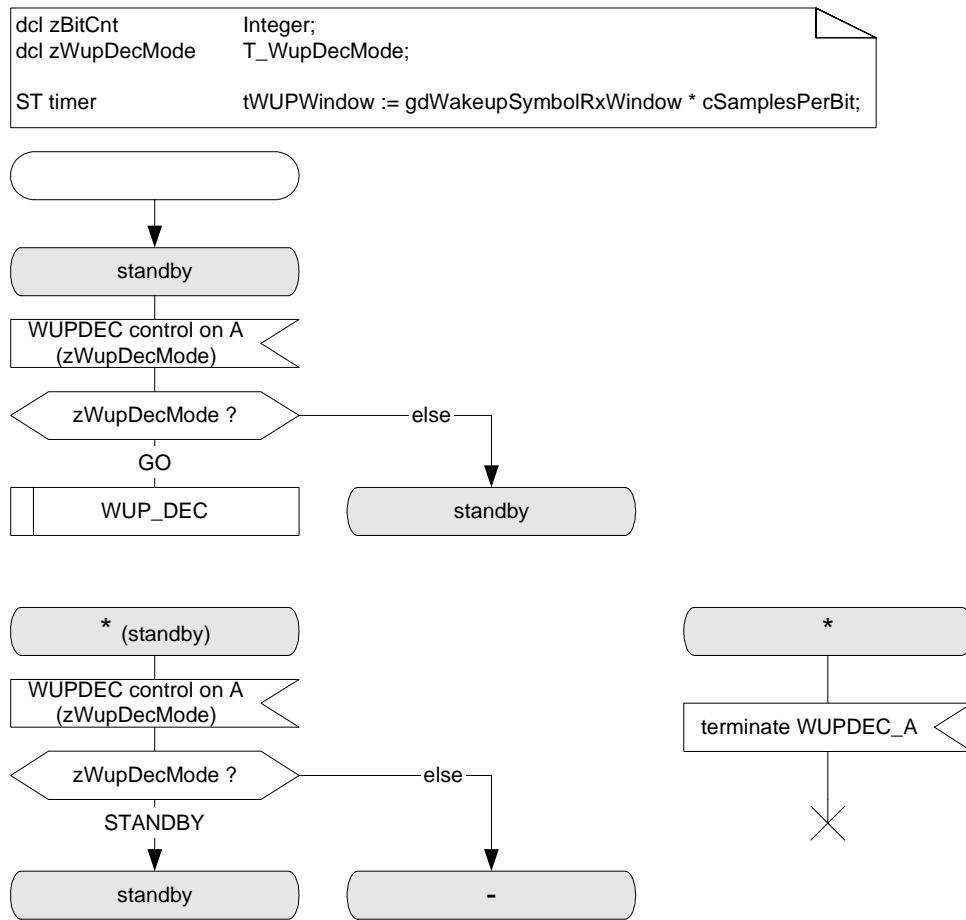 dcl zBitCnt Integer;
dcl zWupDecMode T_WupDecMode;
ST timer tWUPWindow := gdWakeupSymbolRxWindow * cSamplesPerBit;
standby
WUPDEC control on A
(zWupDecMode)
zWupDecMode ?
else
GO
WUP_DEC
standby
* (standby)
WUPDEC control on A
(zWupDecMode)
zWupDecMode ?
else
STANDBY
standby
-
*
terminate WUPDEC_A